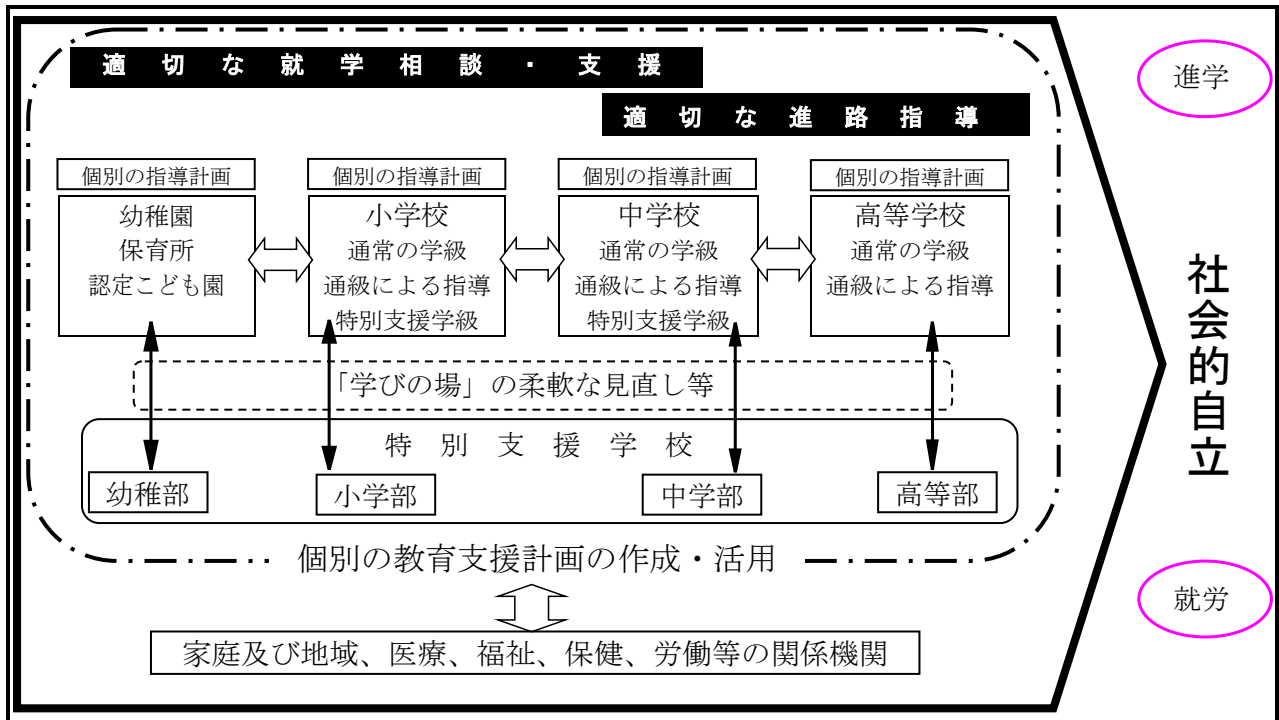 適切な就学相談・支援
進学
適切な進路指導
個別の指導計画
個別の指導計画
個別の指導計画
個別の指導計画
幼稚園
保育所
認定こども園
小学校
通常の学級
通級による指導
特別支援学級
中学校
通常の学級
通級による指導
特別支援学級
高等学校
通常の学級
通級による指導
社会的自立
「学びの場」の柔軟な見直し等
特別支援学校
幼稚部
小学部
中学部
高等部
個別の教育支援計画の作成・活用
就労
家庭及び地域、医療、福祉、保健、労働等の関係機関